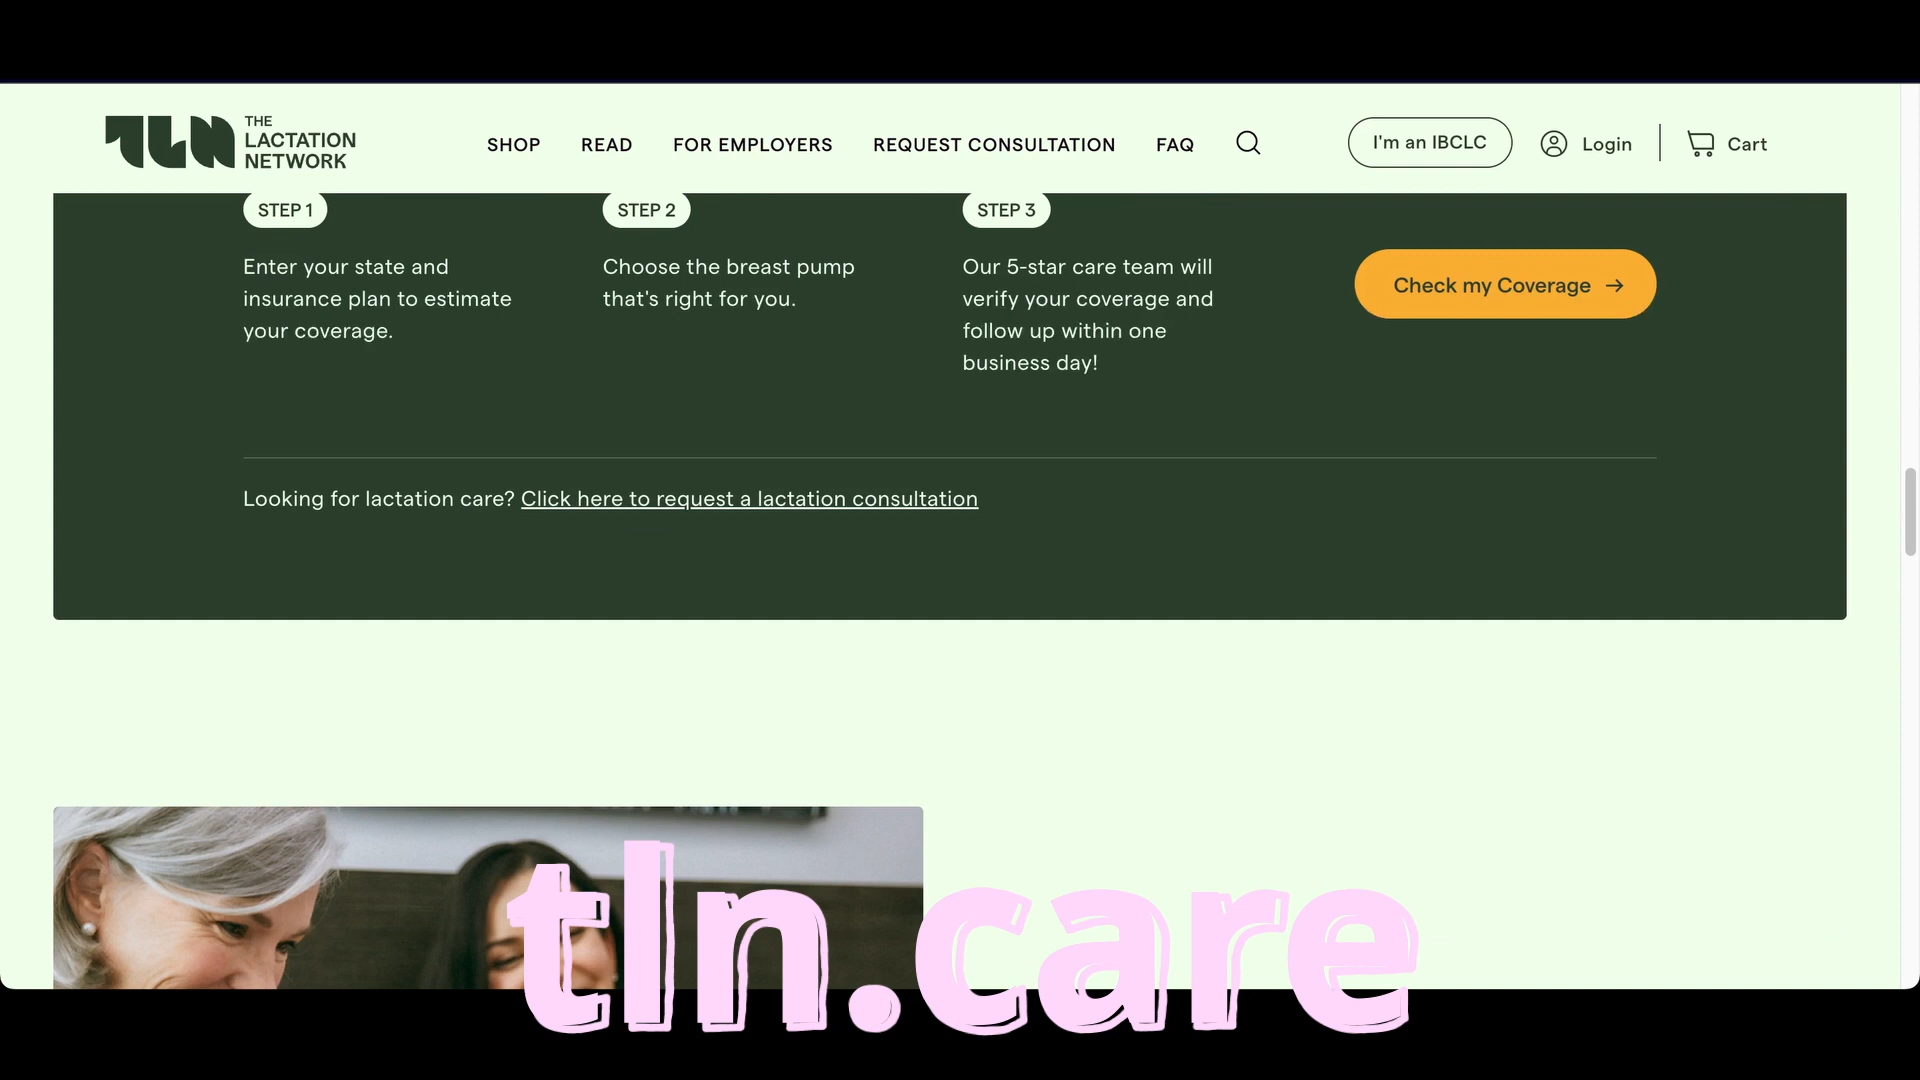 TLN THE
LACTATION
NETWORK
SHOP READ FOR EMPLOYERS REQUEST CONSULTATION FAQ
I'm an IBCLC Login Cart
STEP 1
Enter your state and
insurance plan to estimate
your coverage.
STEP 2
Choose the breast pump
that's right for you.
STEP 3
Our 5-star care team will
verify your coverage and
follow up within one
business day!
Check my Coverage →
Looking for lactation care? Click here to request a lactation consultation
tln.care